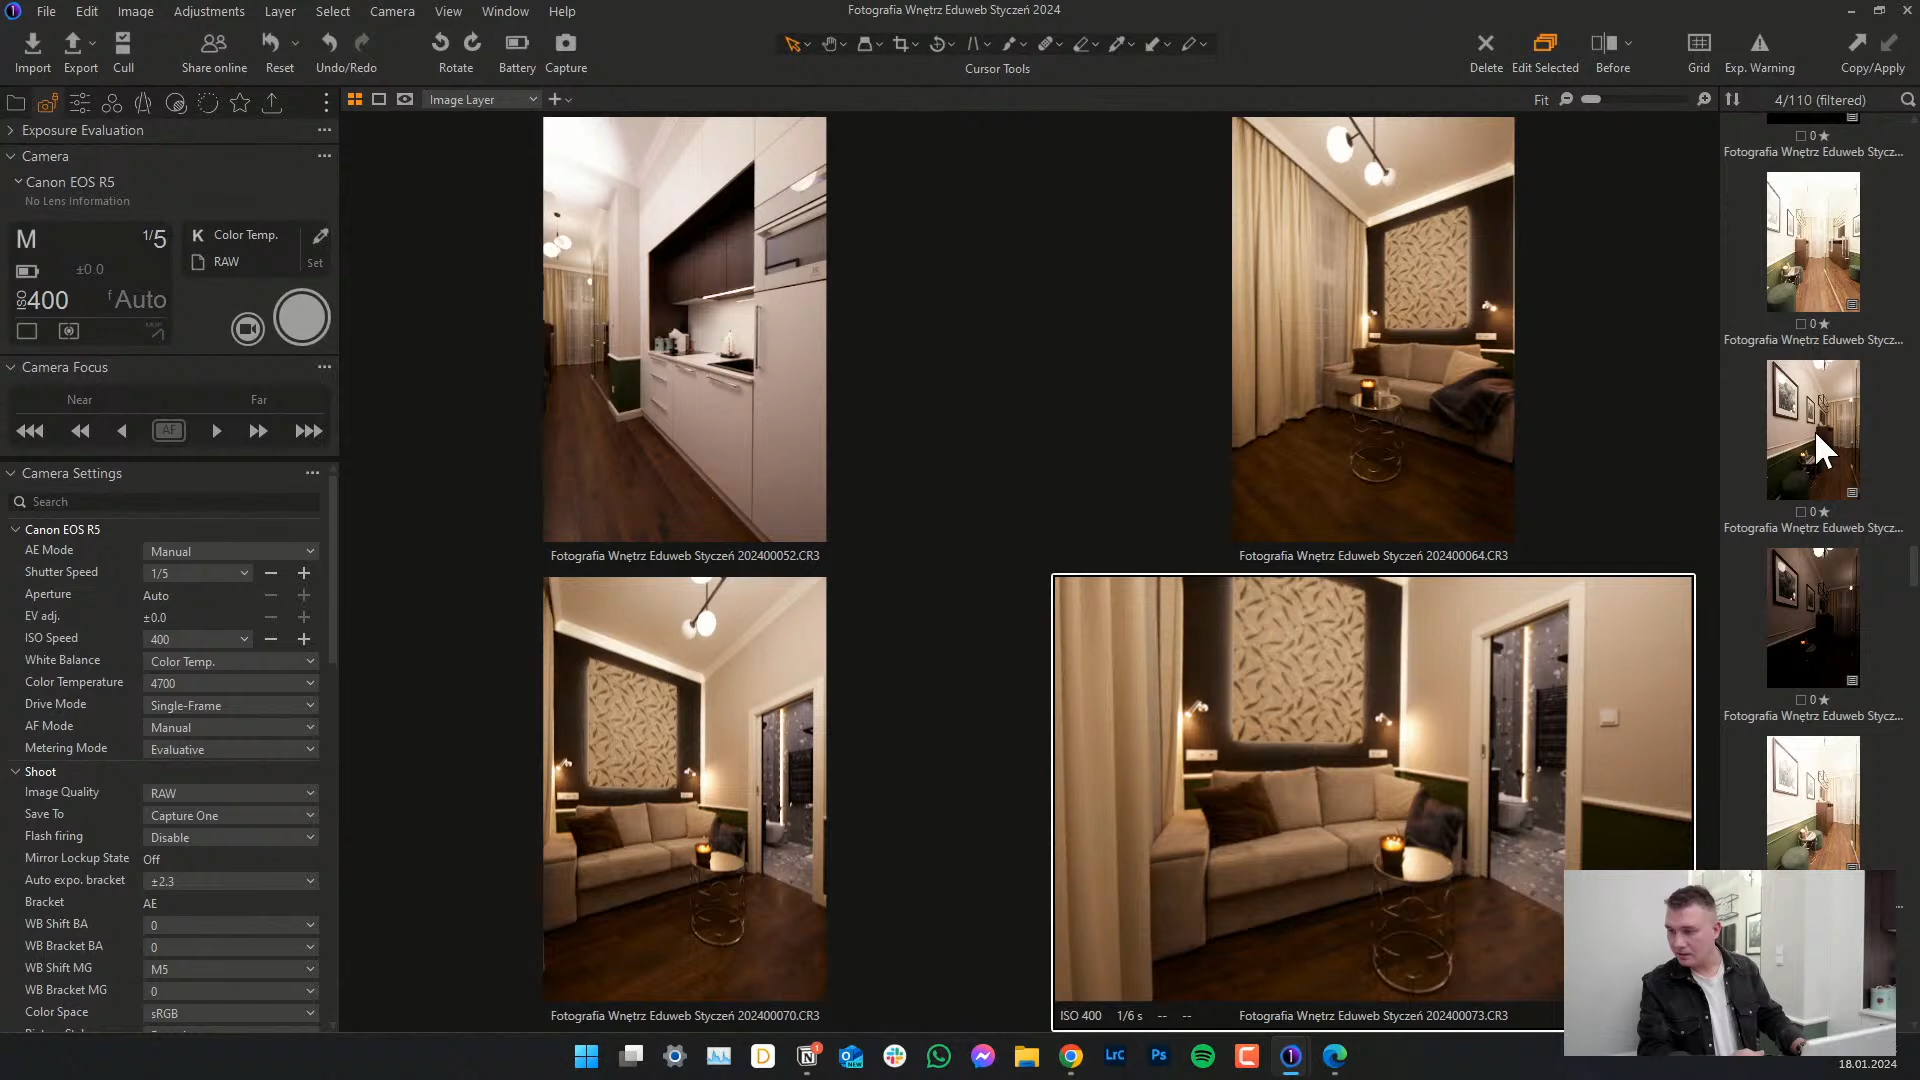 File Edit Image Adjustments Layer Select Camera View Window Help
Fotografia Wnętrz Eduweb Styczeń 2024
Import Export Cull Share online Reset Undo/Redo Rotate Battery Capture
Cursor Tools
Delete Edit Selected Before Grid Exp. Warning Copy/Apply
Image Layer
Fit
4/110 (filtered)
Exposure Evaluation
Camera
Canon EOS R5
No Lens Information
M 1/5
±0.0
ISO 400 f Auto
K Color Temp.
RAW
Set
Camera Focus
Near Far
AF
Camera Settings
Search
Canon EOS R5
AE Mode Manual
Shutter Speed 1/5
Aperture Auto
EV adj. ±0.0
ISO Speed 400
White Balance Color Temp.
Color Temperature 4700
Drive Mode Single-Frame
AF Mode Manual
Metering Mode Evaluative
Shoot
Image Quality RAW
Save To Capture One
Flash firing Disable
Mirror Lockup State Off
Auto expo. bracket ±2.3
Bracket AE
WB Shift BA 0
WB Bracket BA 0
WB Shift MG M5
WB Bracket MG 0
Color Space sRGB
Fotografia Wnętrz Eduweb Styczeń 202400052.CR3
Fotografia Wnętrz Eduweb Styczeń 202400064.CR3
Fotografia Wnętrz Eduweb Styczeń 202400070.CR3
ISO 400 1/6 s -- -- Fotografia Wnętrz Eduweb Styczeń 202400073.CR3
0
Fotografia Wnętrz Eduweb Stycz...
0
Fotografia Wnętrz Eduweb Stycz...
0
Fotografia Wnętrz Eduweb Stycz...
0
Fotografia Wnętrz Eduweb Stycz...
D
N
1
NEW
LrC
Ps
C
1
18.01.2024